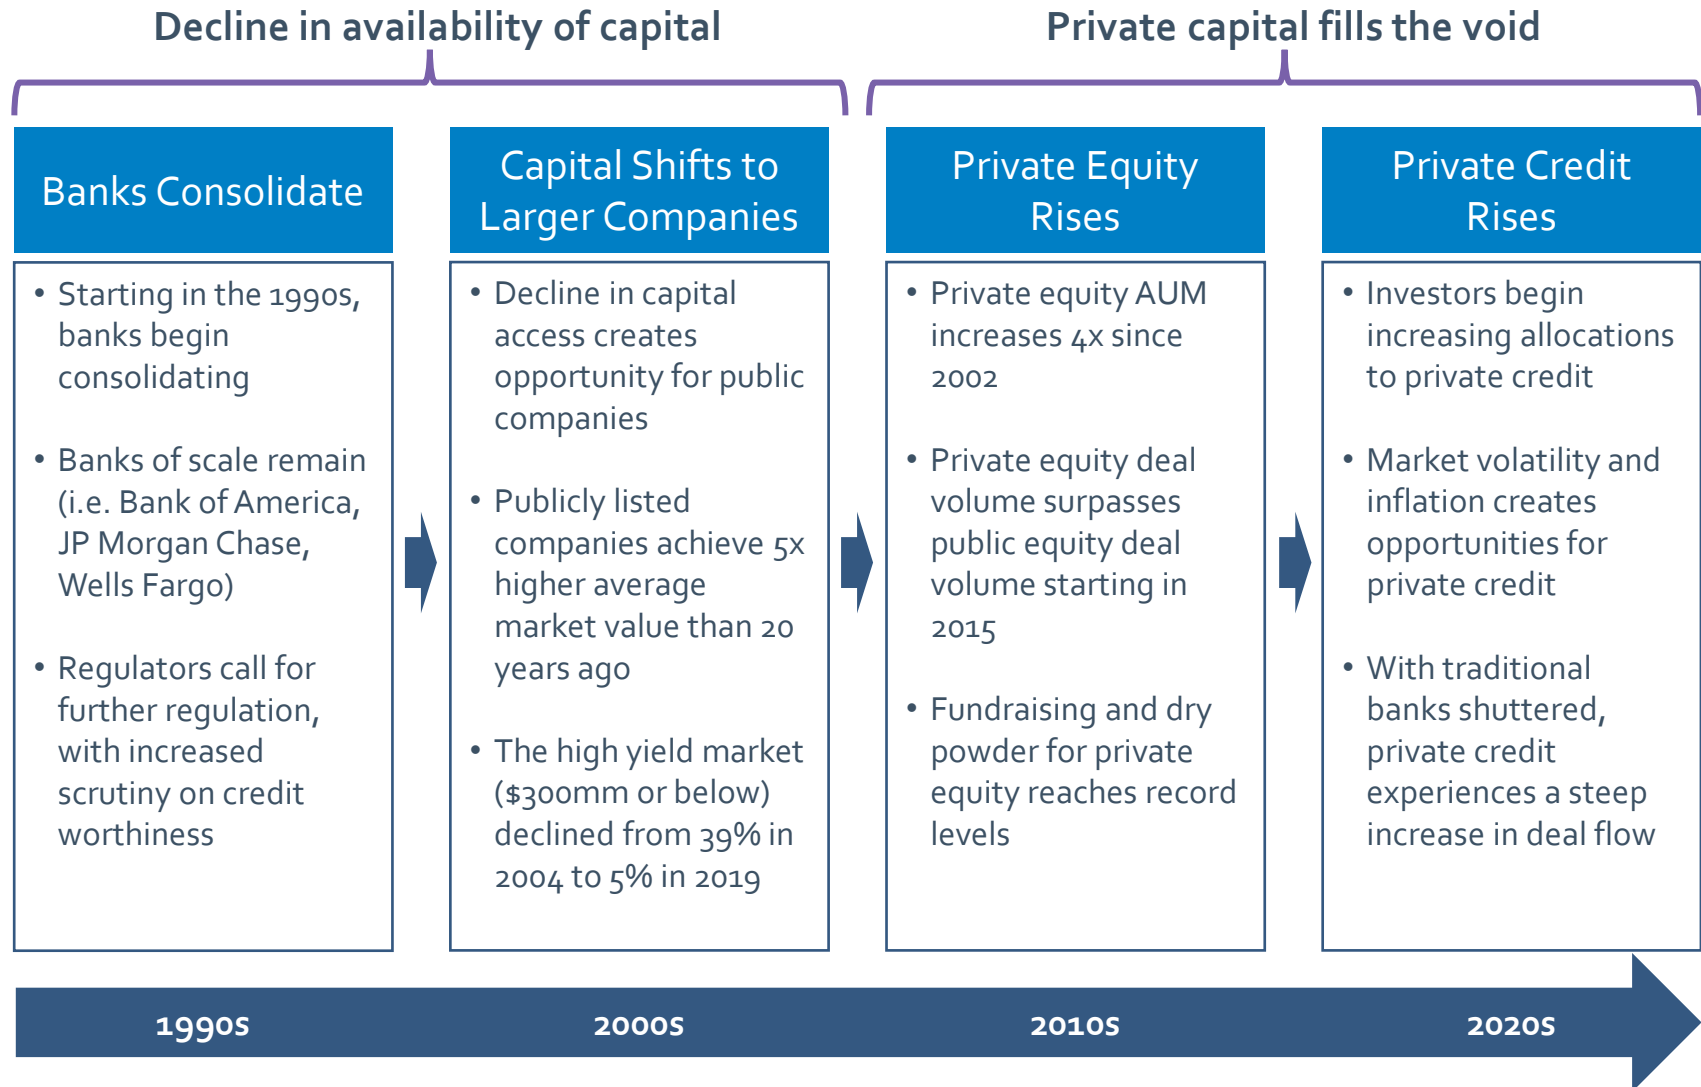 Decline in availability of capital
Private capital fills the void
Banks Consolidate
• Starting in the 1990s,
banks begin
consolidating
• Banks of scale remain
(i.e. Bank of America,
JP Morgan Chase,
Wells Fargo)
• Regulators call for
further regulation,
with increased
scrutiny on credit
worthiness
Capital Shifts to
Larger Companies
• Decline in capital
access creates
opportunity for public
companies
• Publicly listed
companies achieve 5x
higher average
market value than 20
years ago
• The high yield market
($300mm or below)
declined from 39% in
2004 to 5% in 2019
Private Equity
Rises
• Private equity AUM
increases 4x since
2002
• Private equity deal
volume surpasses
public equity deal
volume starting in
2015
• Fundraising and dry
powder for private
equity reaches record
levels
Private Credit
Rises
• Investors begin
increasing allocations
to private credit
• Market volatility and
inflation creates
opportunities for
private credit
• With traditional
banks shuttered,
private credit
experiences a steep
increase in deal flow
1990s
2000s
2010s
2020s